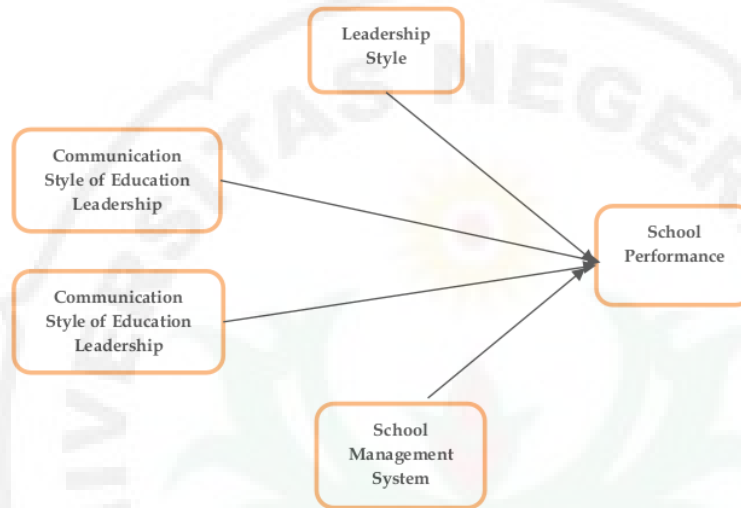 Leadership
Style
Communication
Style of Education
Leadership
School
Performance
Communication
Style of Education
Leadership
School
Management
System